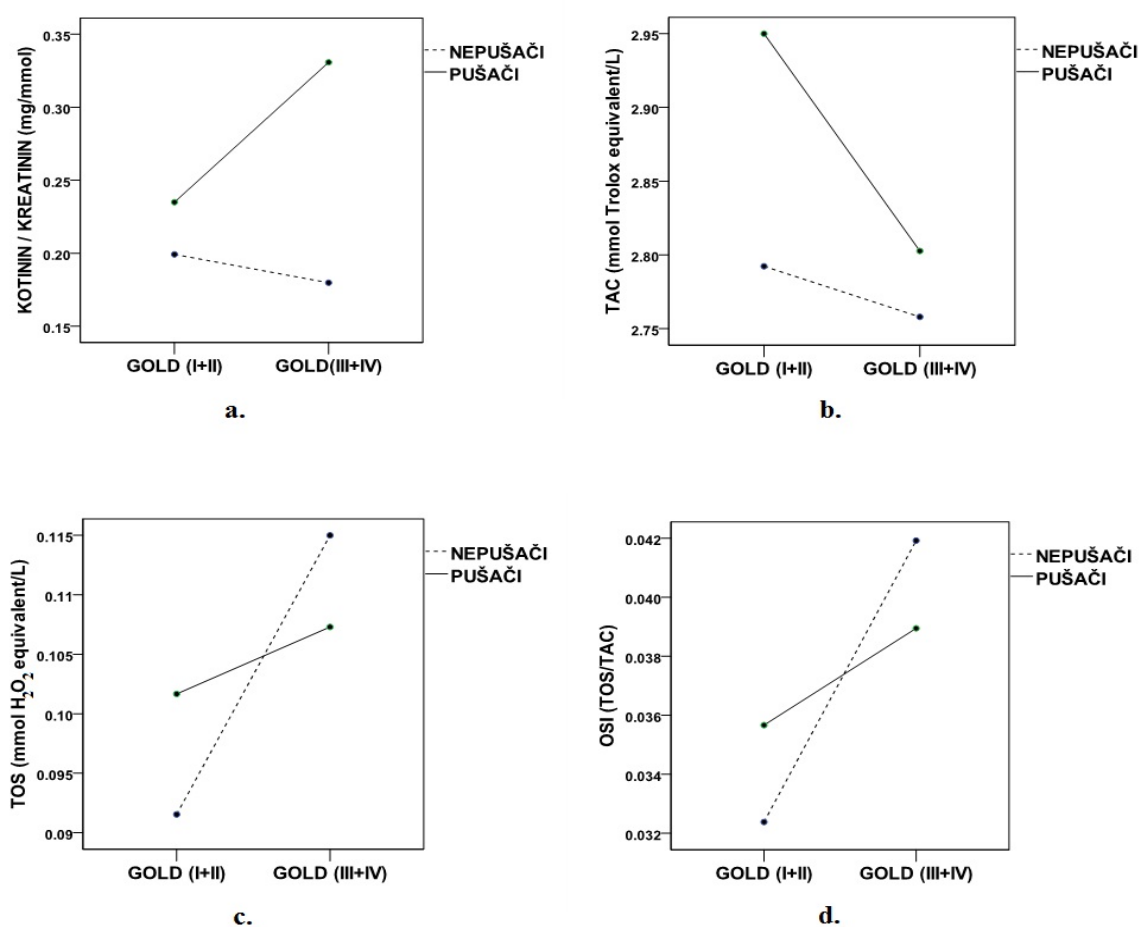 KOTININ / KREATININ (mg/mmol)
0.35
0.30
0.25
0.20
0.15
GOLD (I+II)
GOLD(III+IV)
NEPUŠAČI
PUŠAČI
a.
TAC (mmol Trolox equivalent/L)
2.95
2.90
2.85
2.80
2.75
GOLD (I+II)
GOLD (III+IV)
NEPUŠAČI
PUŠAČI
b.
TOS (mmol H₂O₂ equivalent/L)
0.115
0.11
0.105
0.10
0.095
0.09
GOLD (I+II)
GOLD (III+IV)
NEPUŠAČI
PUŠAČI
c.
OSI (TOS/TAC)
0.042
0.040
0.038
0.036
0.034
0.032
GOLD (I+II)
GOLD (III+IV)
NEPUŠAČI
PUŠAČI
d.